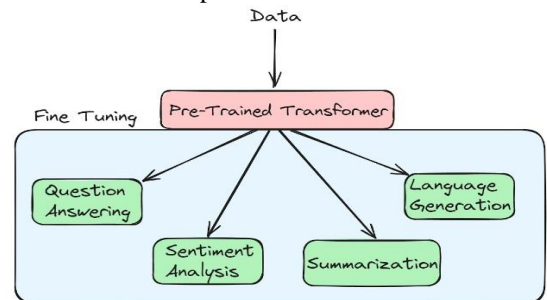 Data
Pre-Trained Transformer
Fine Tuning
Question
Answering
Language
Generation
Sentiment
Analysis
Summarization